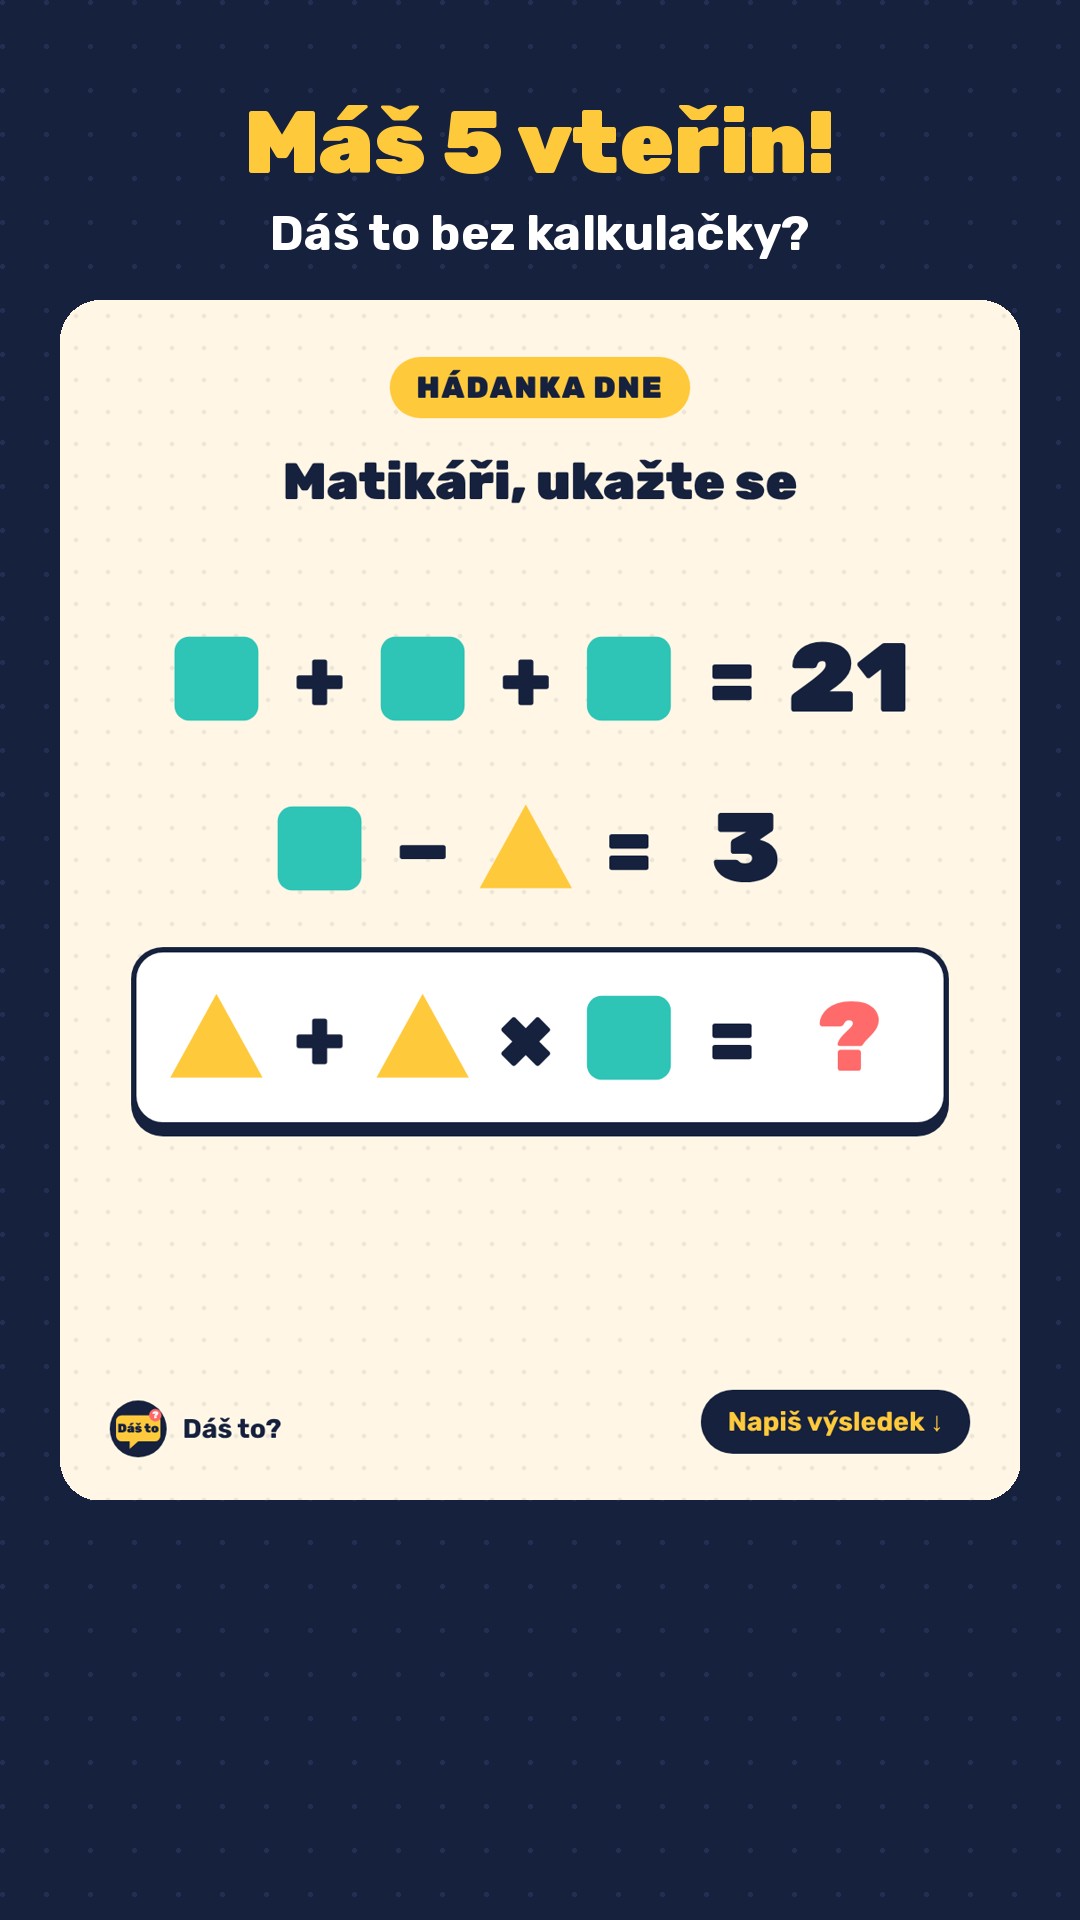 Máš 5 vteřin!
Dáš to bez kalkulačky?
HÁDANKA DNE
Matikáři, ukažte se
+ + = 21
− = 3
+ × = ?
Dáš to ?
Dáš to?
Napiš výsledek ↓